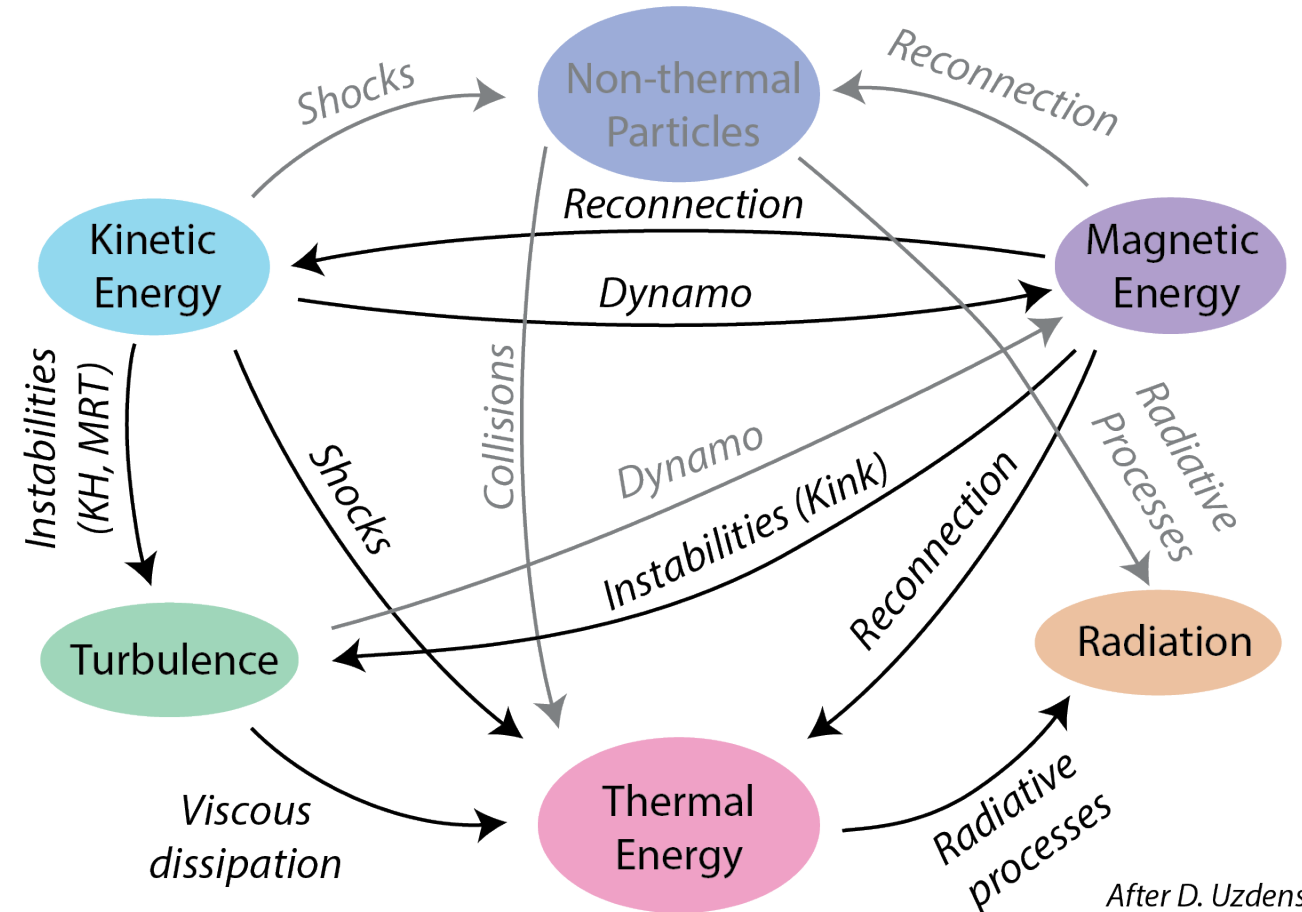 Shocks
Non-thermal
Particles
Reconnection
Reconnection
Kinetic
Energy
Magnetic
Energy
Dynamo
Instabilities
(KH, MRT)
Shocks
Collisions
Dynamo
Instabilities (Kink)
Reconnection
Radiative
Processes
Turbulence
Radiation
Viscous
dissipation
Thermal
Energy
Radiative
processes
After D. Uzdens